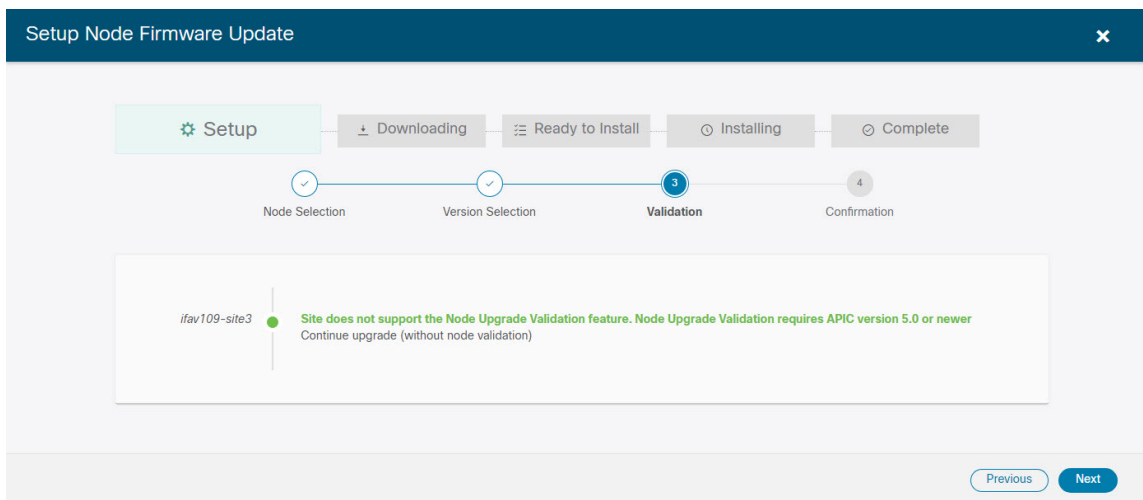 Setup Node Firmware Update
Setup
Downloading
Ready to Install
Installing
Complete
3
4
Node Selection
Version Selection
Validation
Confirmation
ifav109-site3
Site does not support the Node Upgrade Validation feature. Node Upgrade Validation requires APIC version 5.0 or newer
Continue upgrade (without node validation)
Previous
Next